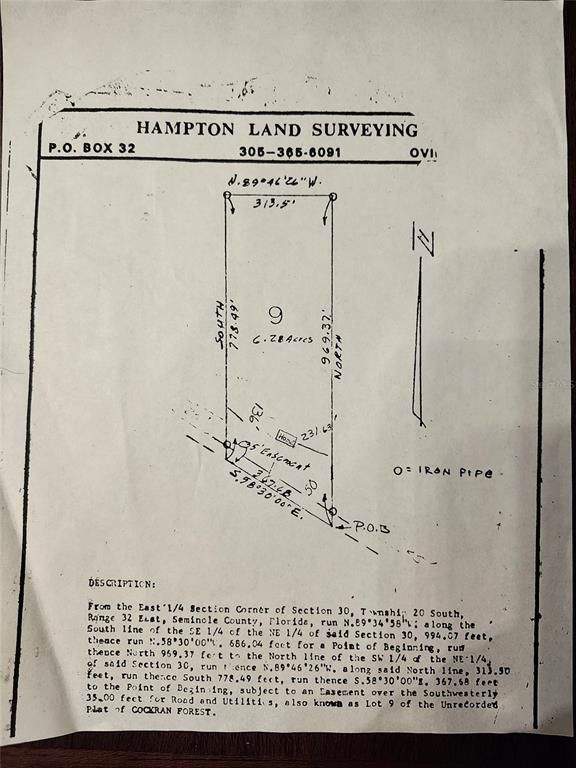 HAMPTON LAND SURVEYING
P.O. BOX 32 305-365-6091 OVI
N.89°46'26"W.
313.5'
N
SOUTH
778.49'
9
6.28 Acres
969.37'
NORTH
136'
House
231.63'
35' Easement
367.68
S.58°30'00"E.
50
P.O.B
O = IRON PIPE
DESCRIPTION:
From the East 1/4 Section Corner of Section 30, Township 20 South,
Range 32 East, Seminole County, Florida, run N.89°34'58"W; along the
South line of the SE 1/4 of the NE 1/4 of said Section 30, 994.07 feet,
thence run N.58°30'00"W, 686.04 feet for a Point of Beginning, run
thence North 969.37 feet to the North line of the SW 1/4 of the NE 1/4,
of said Section 30, run thence N.89°46'26"W. along said North line, 313.50
feet, run thence South 778.49 feet, run thence S.58°30'00"E. 367.68 feet
to the Point of Beginning, subject to an Easement over the Southwesterly
35.00 feet for Road and Utilities, also known as Lot 9 of the Unrecorded
Plat of COCKRAN FOREST.